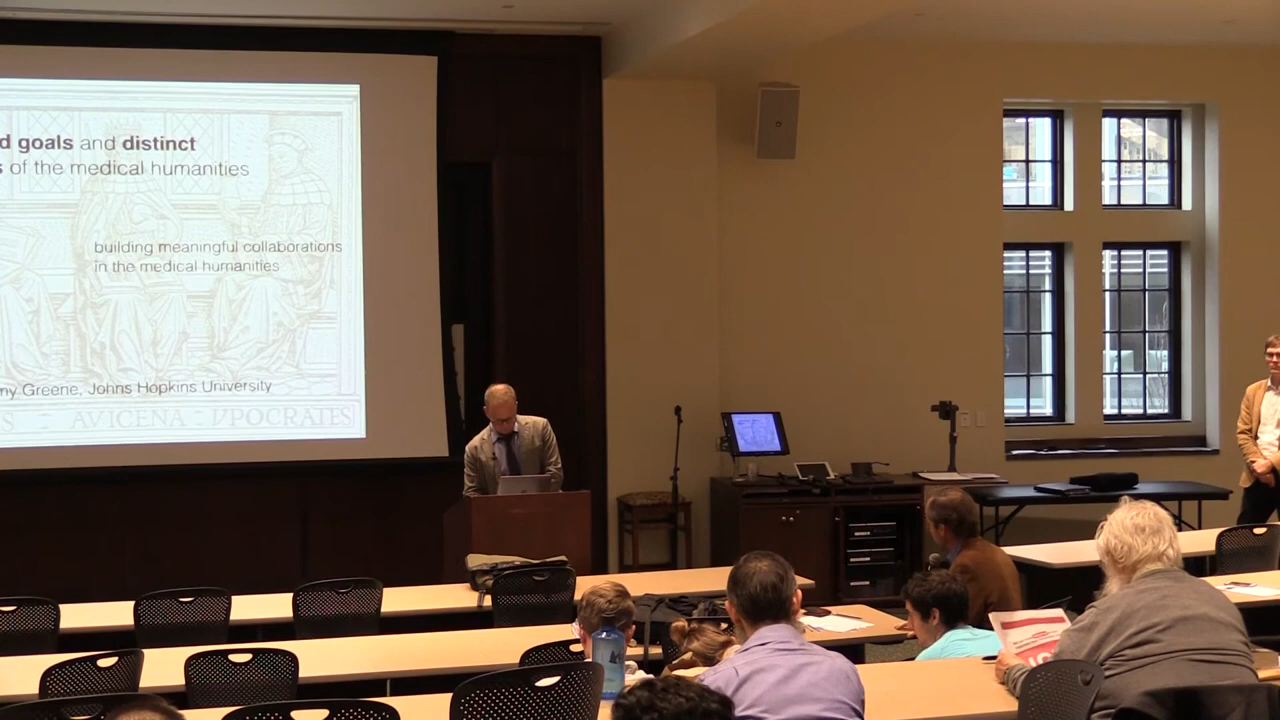 d goals and distinct
s of the medical humanities
building meaningful collaborations
in the medical humanities
ny Greene, Johns Hopkins University
S AVICENA : VPOCRATES